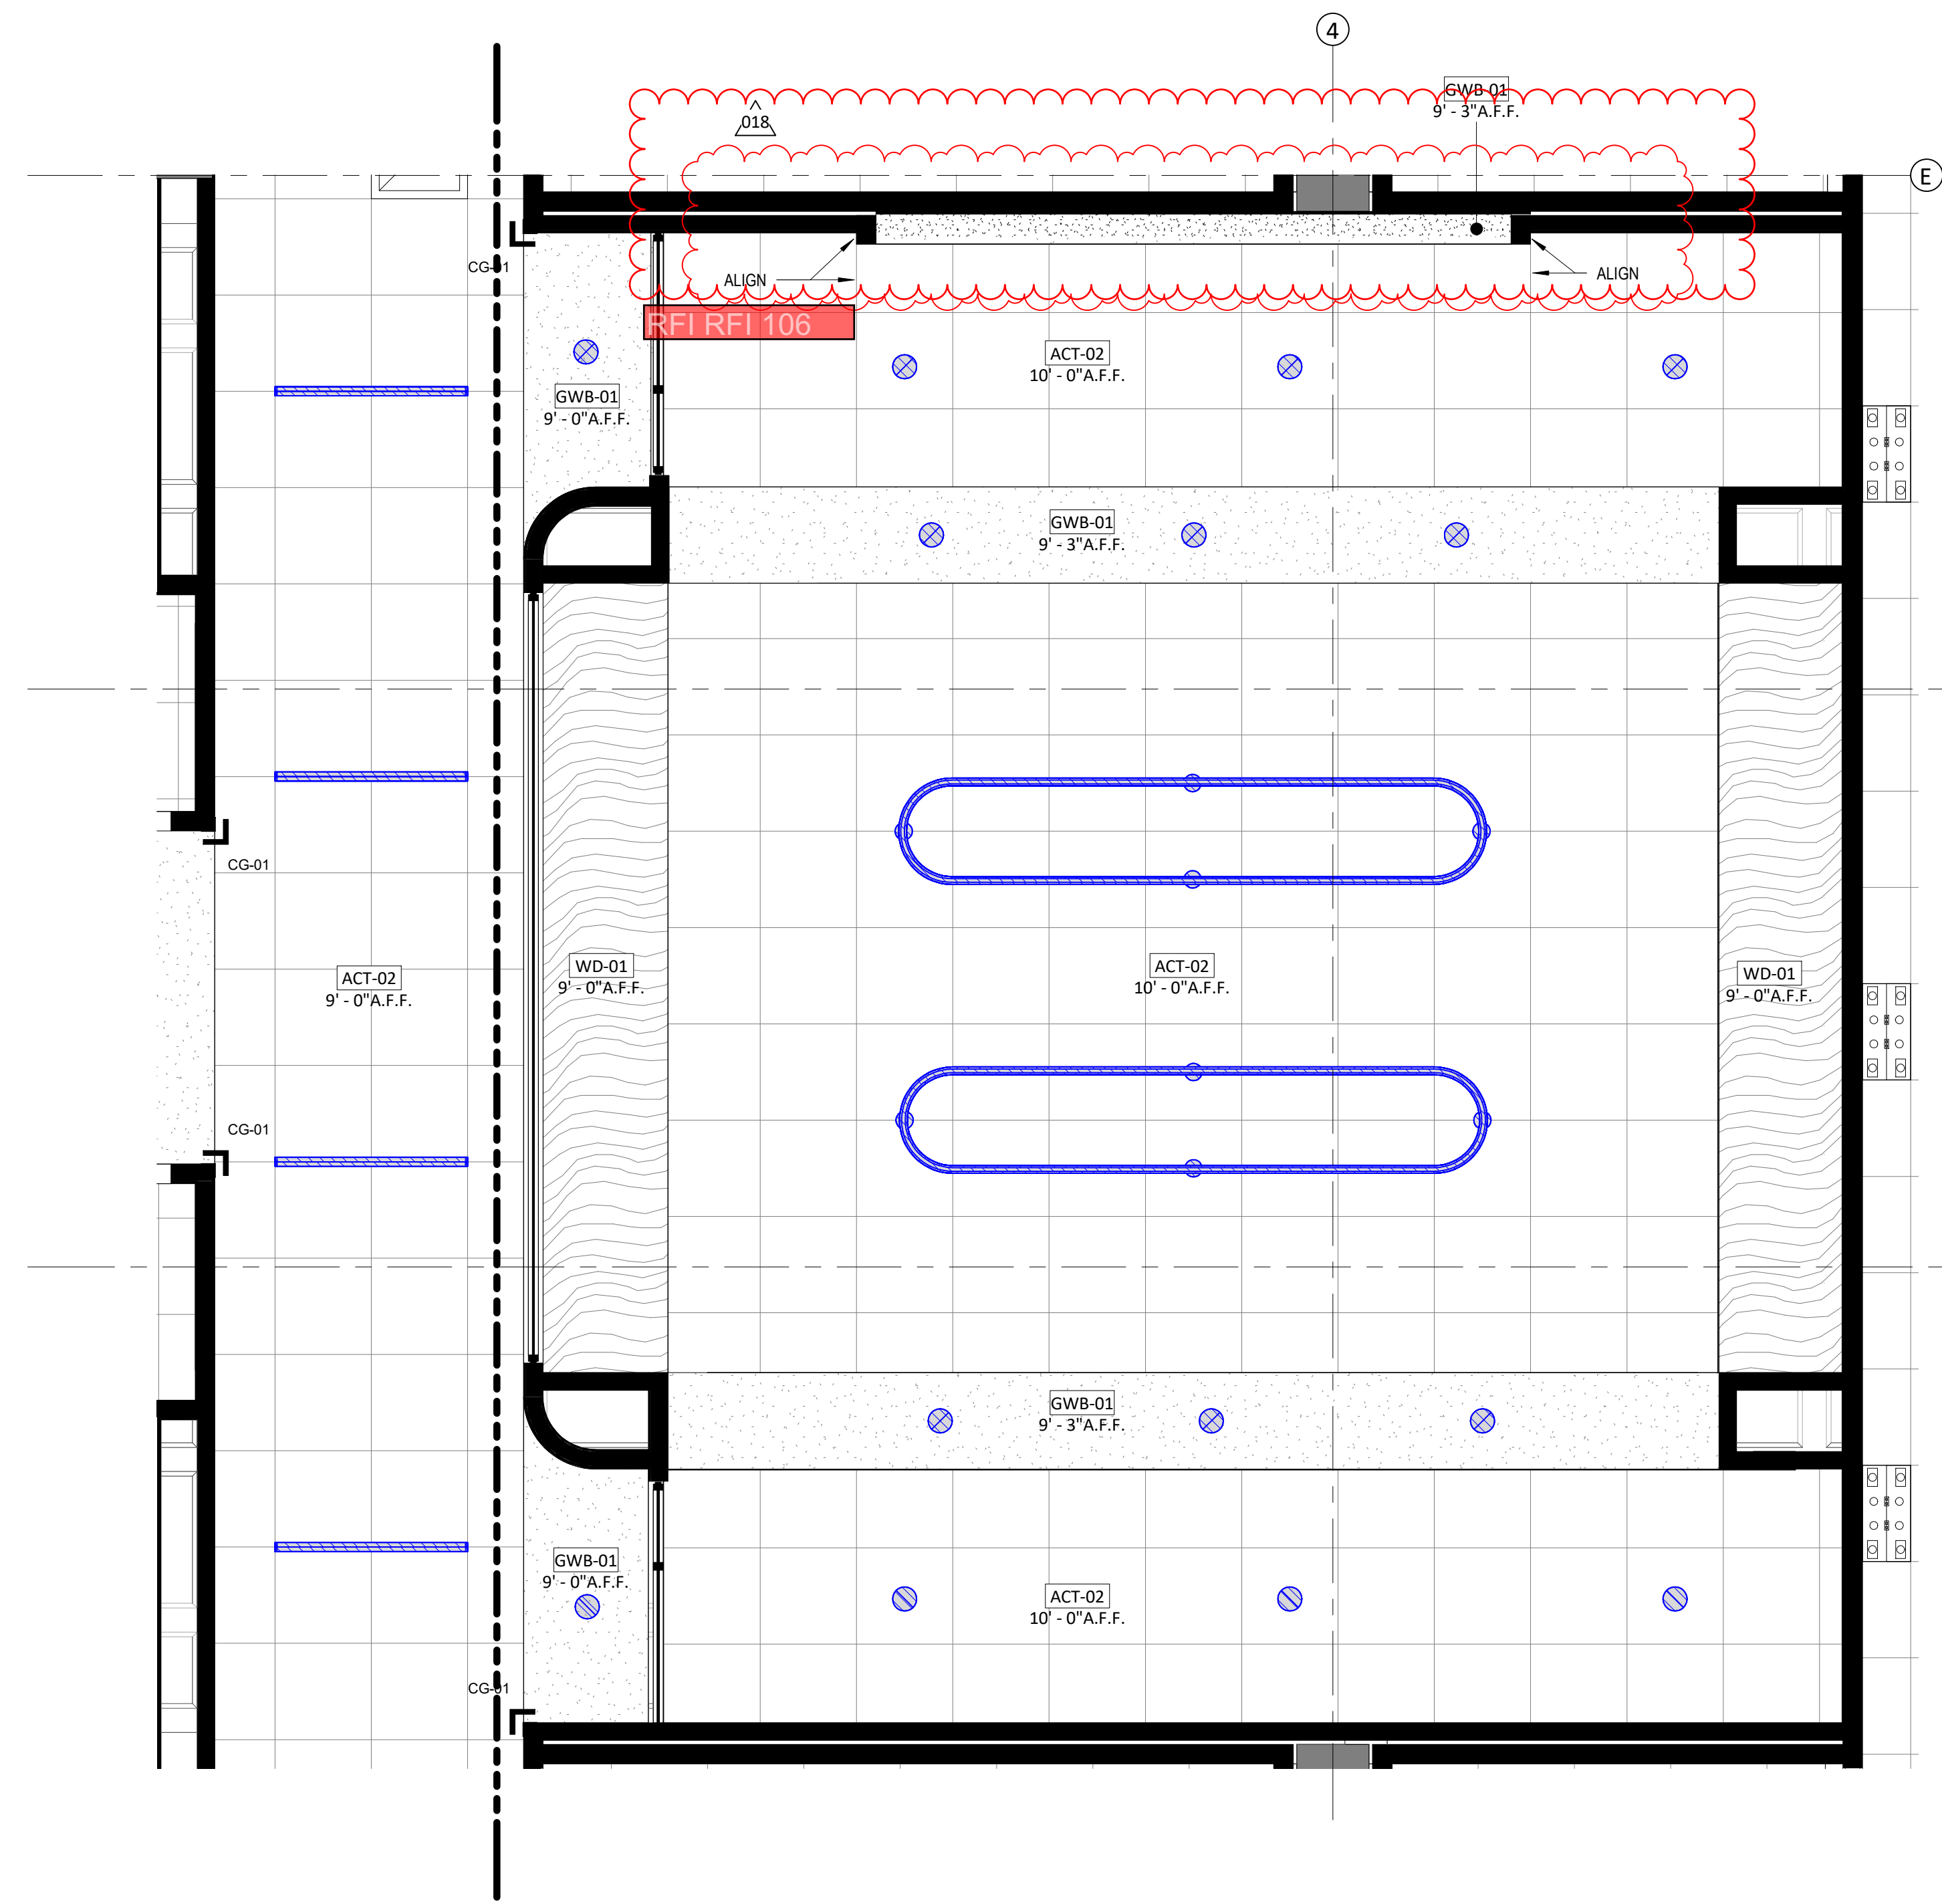 4
GWB-01
9' - 3"A.F.F.
018
E
CG-01
ALIGN
ALIGN
RFI RFI 106
ACT-02
10' - 0"A.F.F.
GWB-01
9' - 0"A.F.F.
GWB-01
9' - 3"A.F.F.
CG-01
WD-01
9' - 0"A.F.F.
ACT-02
10' - 0"A.F.F.
WD-01
9' - 0"A.F.F.
ACT-02
9' - 0"A.F.F.
CG-01
GWB-01
9' - 3"A.F.F.
GWB-01
9' - 0"A.F.F.
ACT-02
10' - 0"A.F.F.
CG-01